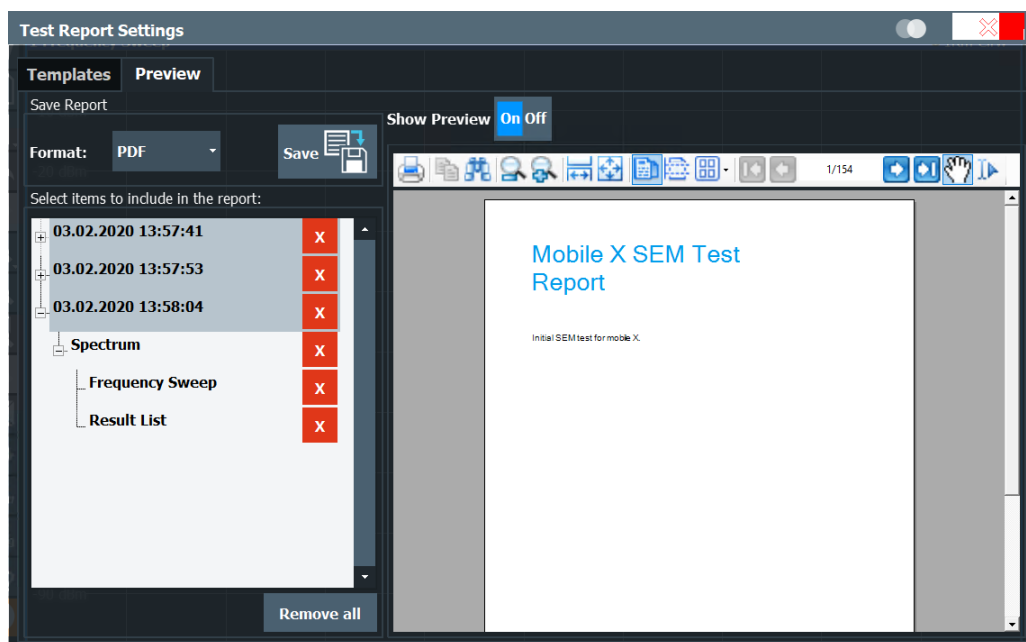 Test Report Settings
Templates Preview
Save Report
Show Preview On Off
Format: PDF Save
1/154
Select items to include in the report:
03.02.2020 13:57:41 X
03.02.2020 13:57:53 X
03.02.2020 13:58:04 X
Spectrum X
Frequency Sweep X
Result List X
Remove all
Mobile X SEM Test
Report
Initial SEM test for moble X.